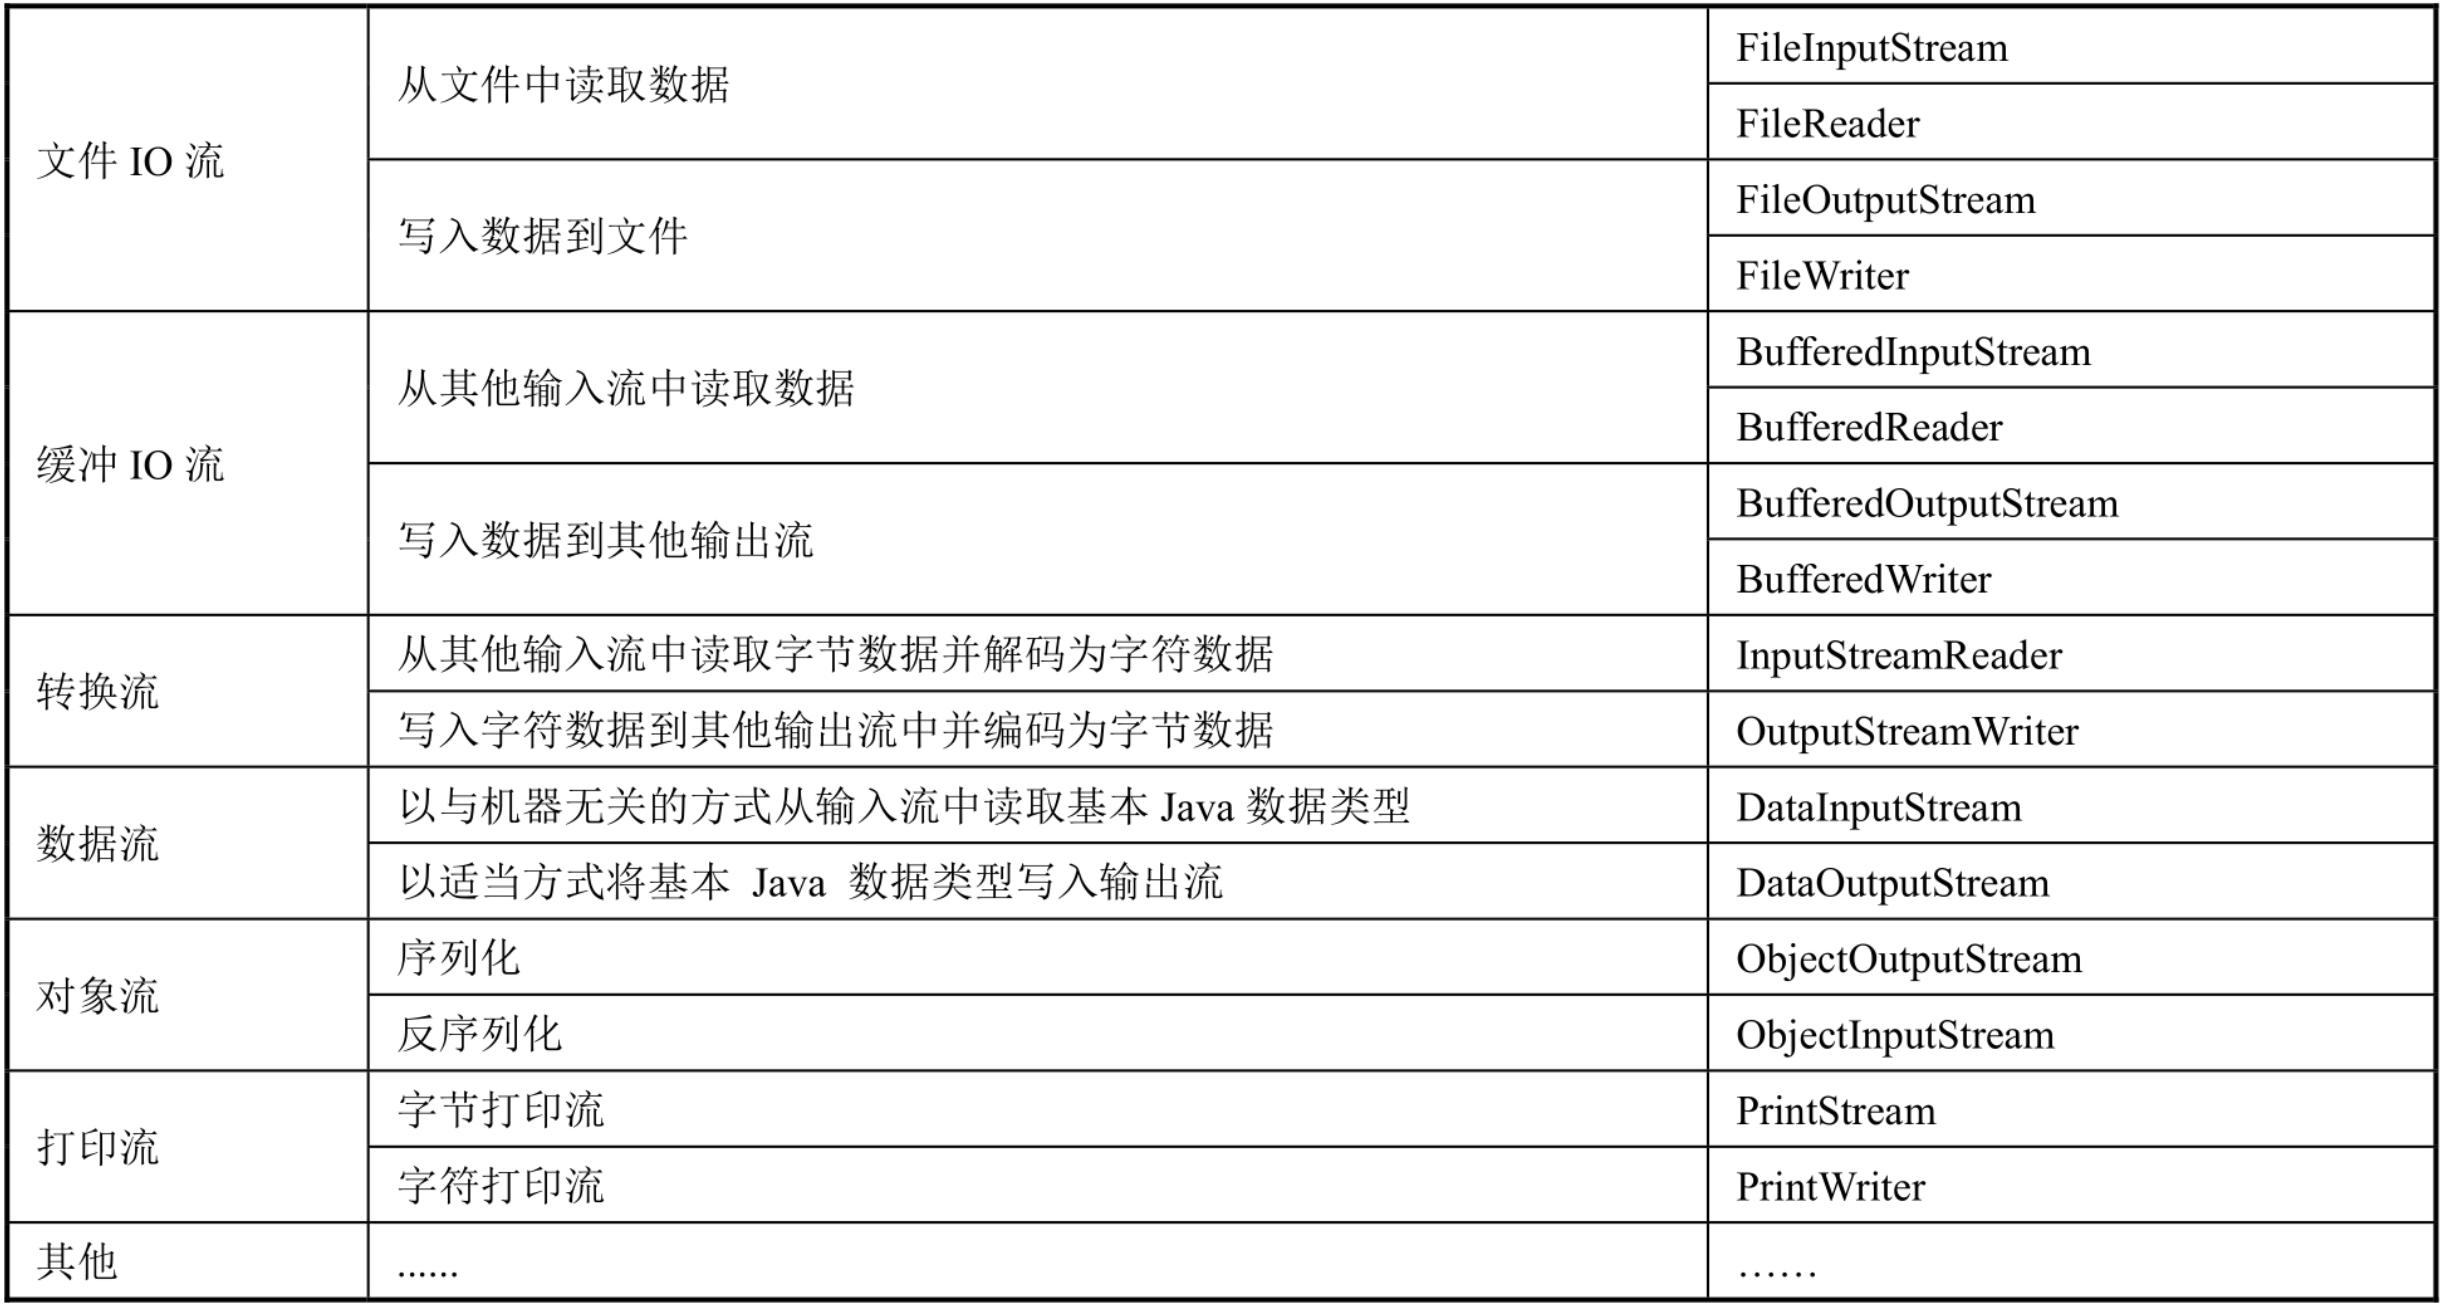 文件 IO 流
从文件中读取数据
FileInputStream
FileReader
写入数据到文件
FileOutputStream
FileWriter
缓冲 IO 流
从其他输入流中读取数据
BufferedInputStream
BufferedReader
写入数据到其他输出流
BufferedOutputStream
BufferedWriter
转换流
从其他输入流中读取字节数据并解码为字符数据
InputStreamReader
写入字符数据到其他输出流中并编码为字节数据
OutputStreamWriter
数据流
以与机器无关的方式从输入流中读取基本 Java 数据类型
DataInputStream
以适当方式将基本 Java 数据类型写入输出流
DataOutputStream
对象流
序列化
ObjectOutputStream
反序列化
ObjectInputStream
打印流
字节打印流
PrintStream
字符打印流
PrintWriter
其他
......
……